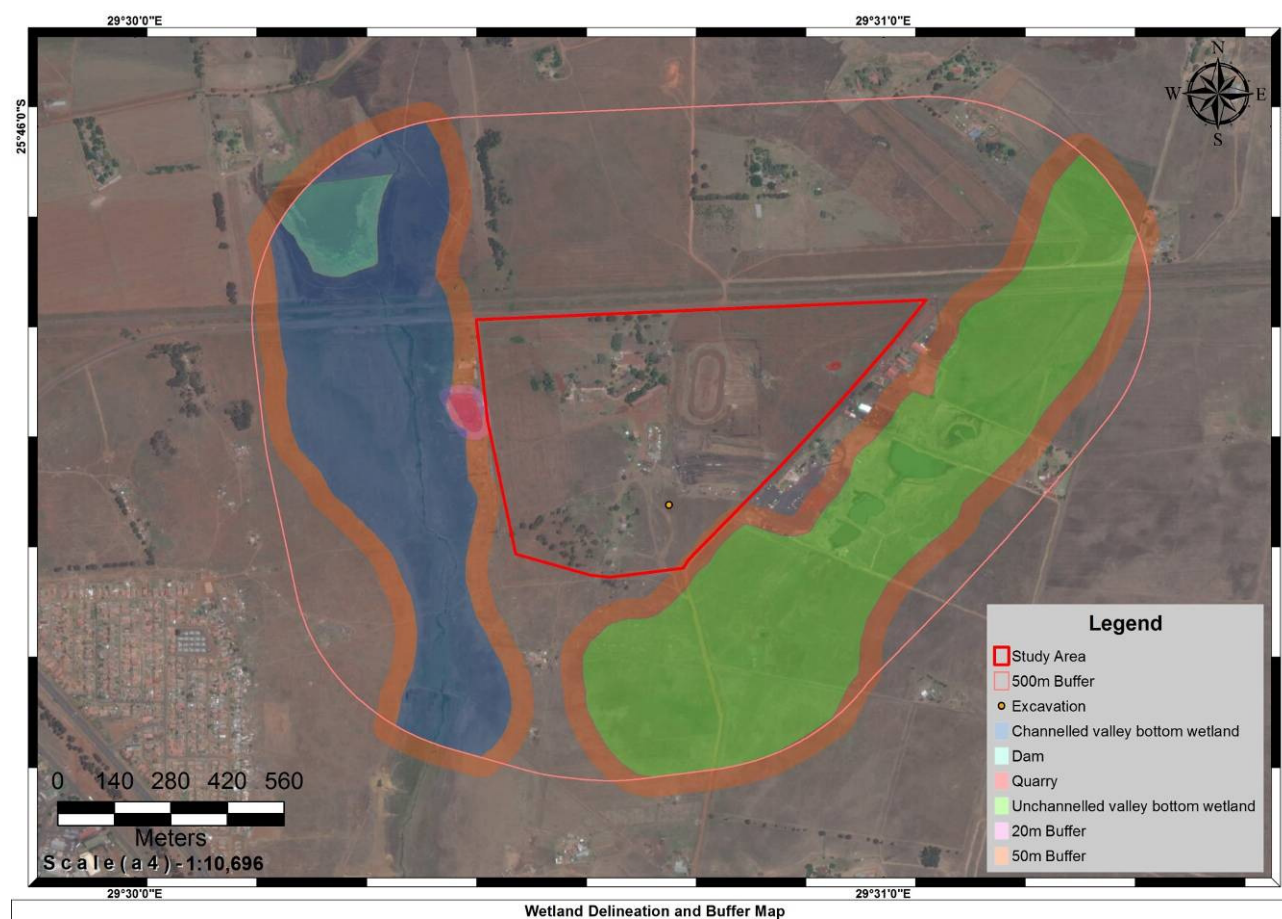 29°30'0"E
29°31'0"E
25°46'0"S
N
W
E
S
Legend
Study Area
500m Buffer
Excavation
Channelled valley bottom wetland
Dam
Quarry
Unchannelled valley bottom wetland
20m Buffer
50m Buffer
0 140 280 420 560
Meters
Scale(a4)-1:10,696
29°30'0"E
29°31'0"E
Wetland Delineation and Buffer Map